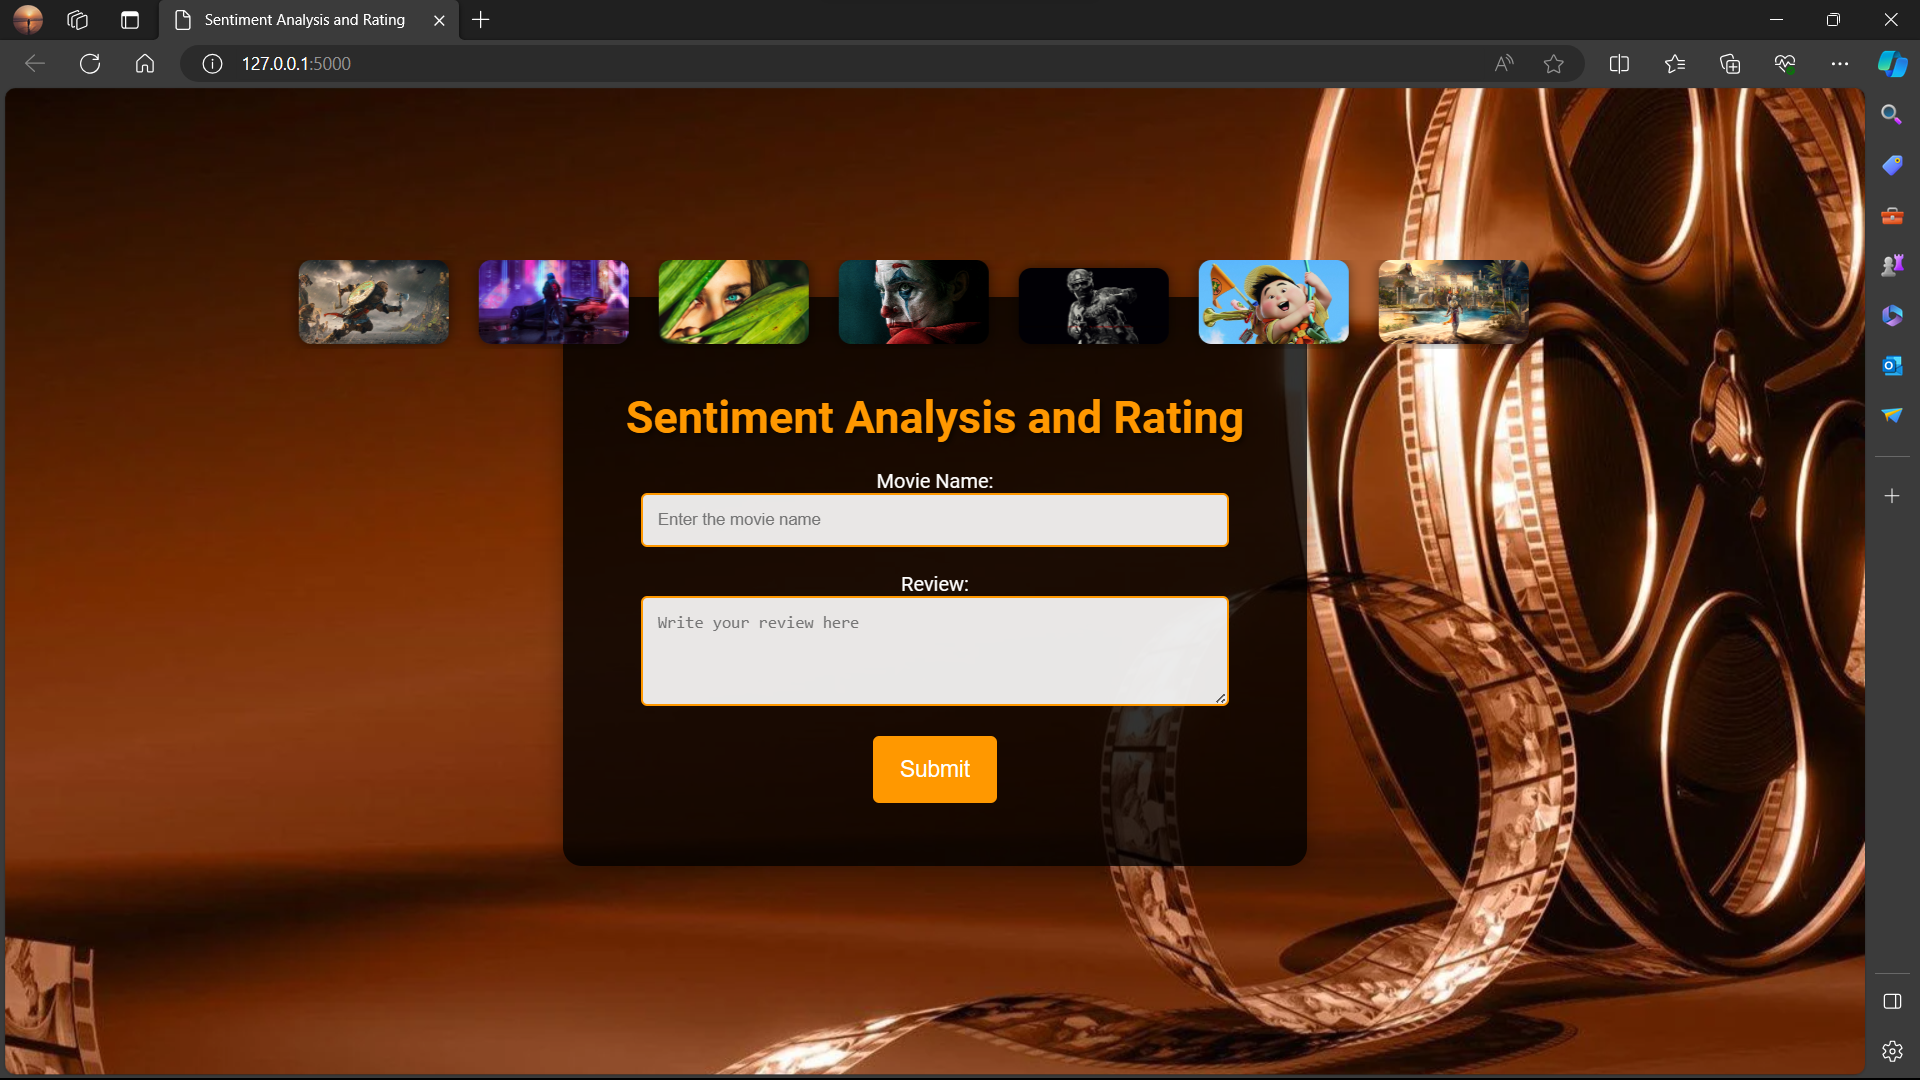 Sentiment Analysis and Rating
127.0.0.1:5000
Sentiment Analysis and Rating
Movie Name:
Enter the movie name
Review:
Write your review here
Submit